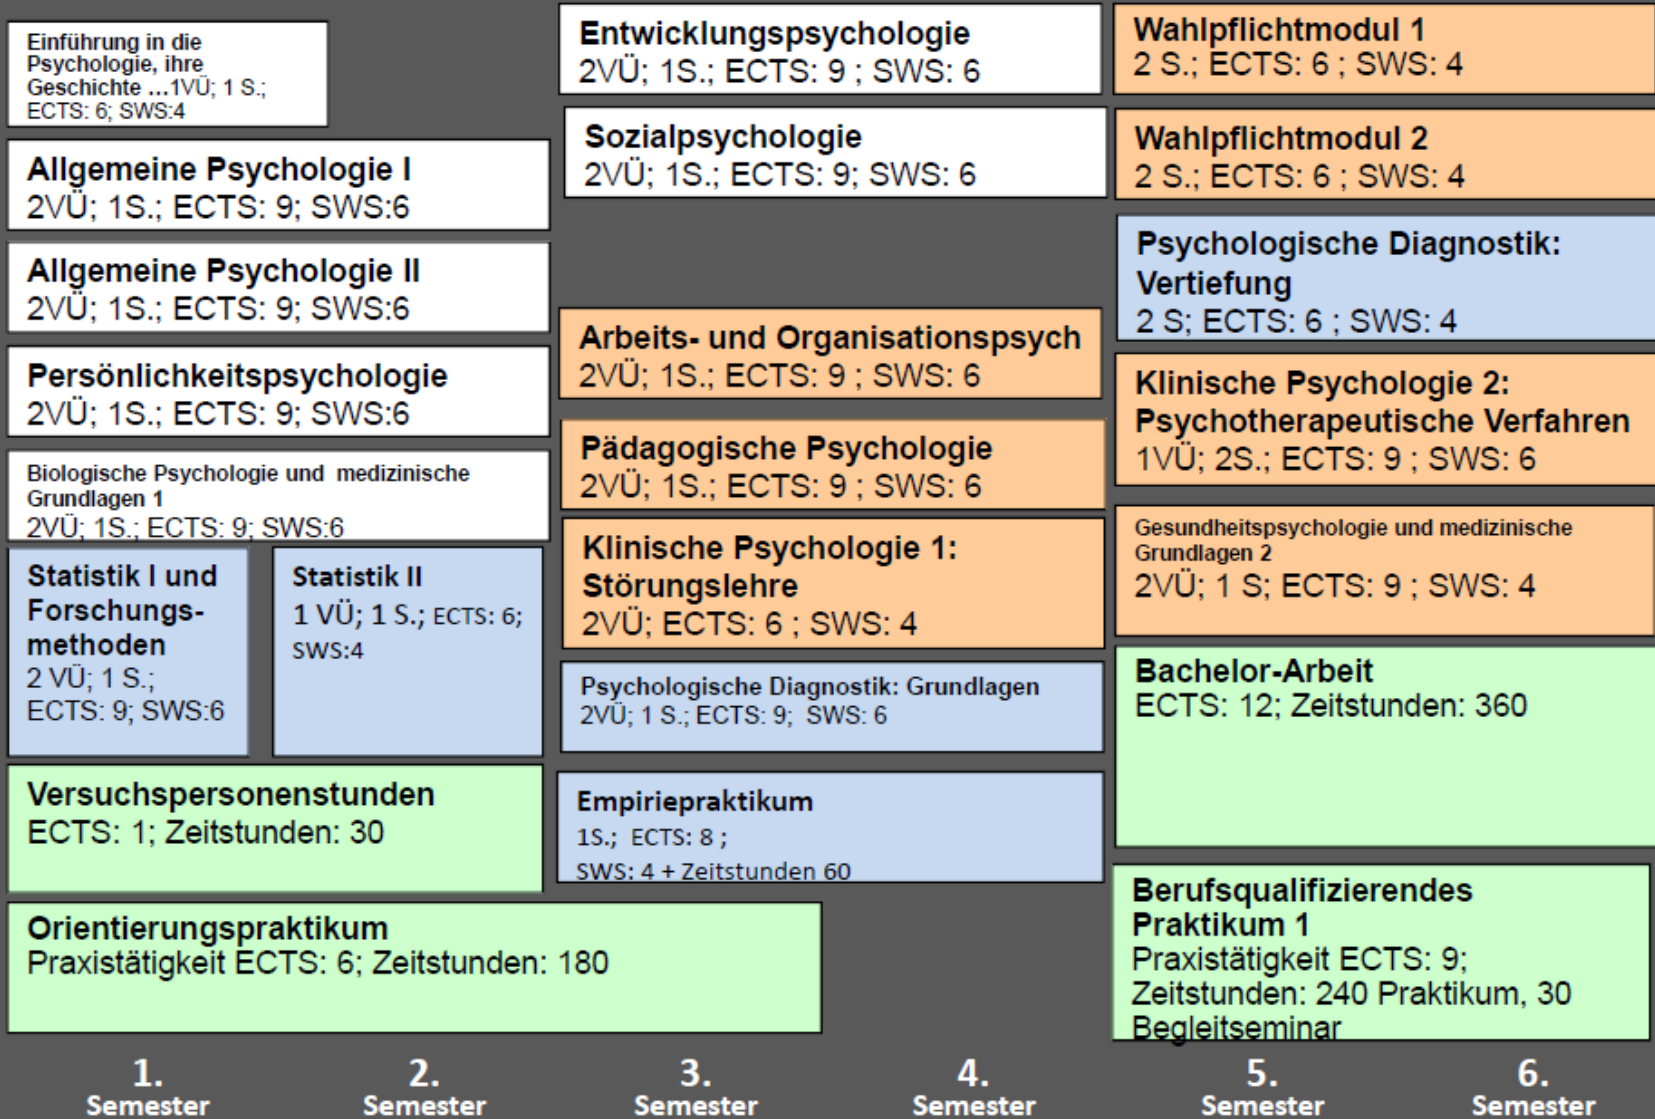 Einführung in die
Psychologie, ihre
Geschichte ...1VÜ; 1 S.;
ECTS: 6; SWS:4
Allgemeine Psychologie I
2VÜ; 1S.; ECTS: 9; SWS:6
Allgemeine Psychologie II
2VÜ; 1S.; ECTS: 9; SWS:6
Persönlichkeitspsychologie
2VÜ; 1S.; ECTS: 9; SWS:6
Biologische Psychologie und medizinische
Grundlagen 1
2VÜ; 1S.; ECTS: 9; SWS:6
Statistik I und
Forschungs-
methoden
2 VÜ; 1 S.;
ECTS: 9; SWS:6
Statistik II
1 VÜ; 1 S.; ECTS: 6;
SWS:4
Versuchspersonenstunden
ECTS: 1; Zeitstunden: 30
Orientierungspraktikum
Praxistätigkeit ECTS: 6; Zeitstunden: 180
Entwicklungspsychologie
2VÜ; 1S.; ECTS: 9 ; SWS: 6
Sozialpsychologie
2VÜ; 1S.; ECTS: 9; SWS: 6
Arbeits- und Organisationspsych
2VÜ; 1S.; ECTS: 9 ; SWS: 6
Pädagogische Psychologie
2VÜ; 1S.; ECTS: 9 ; SWS: 6
Klinische Psychologie 1:
Störungslehre
2VÜ; ECTS: 6 ; SWS: 4
Psychologische Diagnostik: Grundlagen
2VÜ; 1 S.; ECTS: 9; SWS: 6
Empiriepraktikum
1S.; ECTS: 8 ;
SWS: 4 + Zeitstunden 60
Wahlpflichtmodul 1
2 S.; ECTS: 6 ; SWS: 4
Wahlpflichtmodul 2
2 S.; ECTS: 6 ; SWS: 4
Psychologische Diagnostik:
Vertiefung
2 S; ECTS: 6 ; SWS: 4
Klinische Psychologie 2:
Psychotherapeutische Verfahren
1VÜ; 2S.; ECTS: 9 ; SWS: 6
Gesundheitspsychologie und medizinische
Grundlagen 2
2VÜ; 1 S; ECTS: 9 ; SWS: 4
Bachelor-Arbeit
ECTS: 12; Zeitstunden: 360
Berufsqualifizierendes
Praktikum 1
Praxistätigkeit ECTS: 9;
Zeitstunden: 240 Praktikum, 30
Begleitseminar
1. 2. 3. 4. 5. 6.
Semester Semester Semester Semester Semester Semester